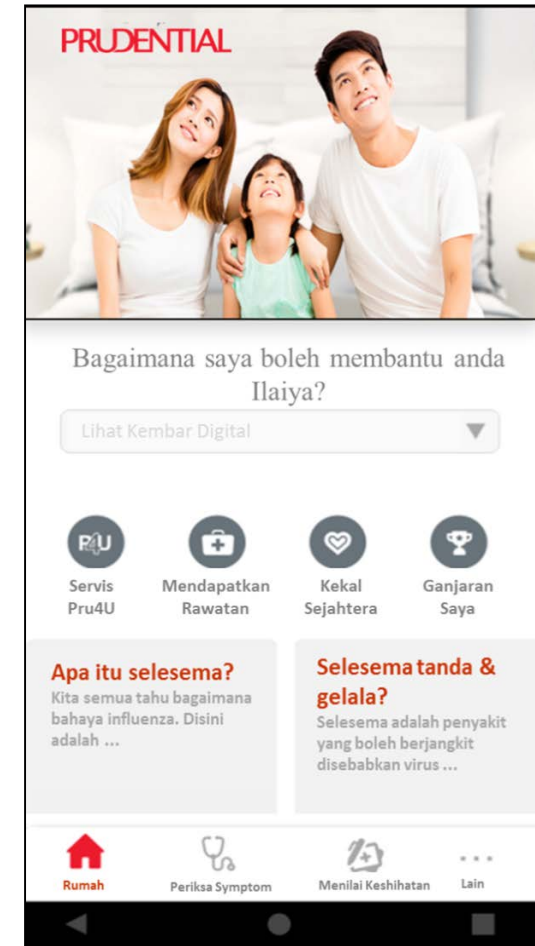 PRUDENTIAL
Bagaimana saya boleh membantu anda
Ilaiya?
Lihat Kembar Digital
P4U
Servis
Pru4U
Mendapatkan
Rawatan
Kekal
Sejahtera
Ganjaran
Saya
Apa itu selesema?
Kita semua tahu bagaimana
bahaya influenza. Disini
adalah ...
Selesema tanda &
gelala?
Selesema adalah penyakit
yang boleh berjangkit
disebabkan virus ...
Rumah
Periksa Symptom
Menilai Keshihatan
Lain